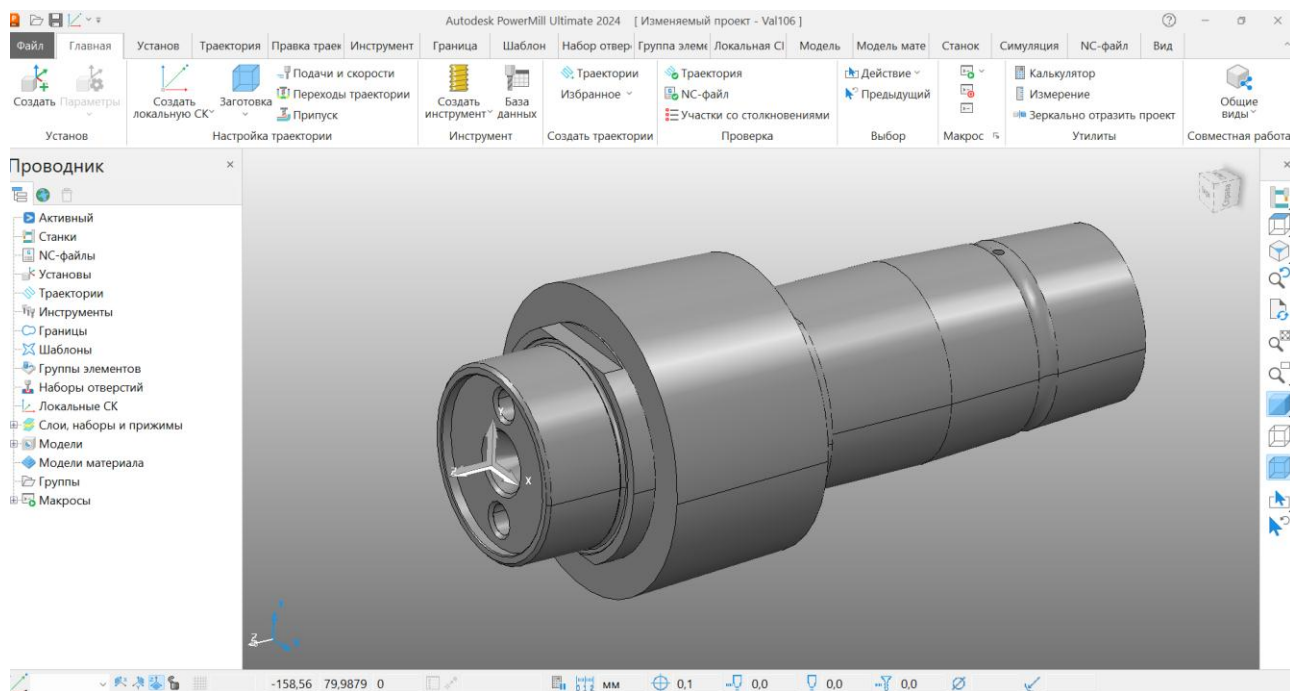 Autodesk PowerMill Ultimate 2024 [ Изменяемый проект - Val106 ]
Файл Главная Установ Траектория Правка траек Инструмент Граница Шаблон Набор отвер Группа элем Локальная СІ Модель Модель мате Станок Симуляция NC-файл Вид
Создать
Параметры
Установ
Создать
локальную СК
Заготовка
Подачи и скорости
Переходы траектории
Припуск
Настройка траектории
Создать
инструмент
База
данных
Инструмент
Траектории
Избранное
Создать траектории
Траектория
NC-файл
Участки со столкновениями
Проверка
Действие
Предыдущий
Выбор
Макрос
Калькулятор
Измерение
Зеркально отразить проект
Утилиты
Общие
виды
Совместная работа
Проводник
Активный
Станки
NC-файлы
Установы
Траектории
Инструменты
Границы
Шаблоны
Группы элементов
Наборы отверстий
Локальные СК
Слои, наборы и прижимы
Модели
Модели материала
Группы
Макросы
Y
Z
X
Z
-158,56 79,9879 0 мм 0,1 0,0 0,0 0,0